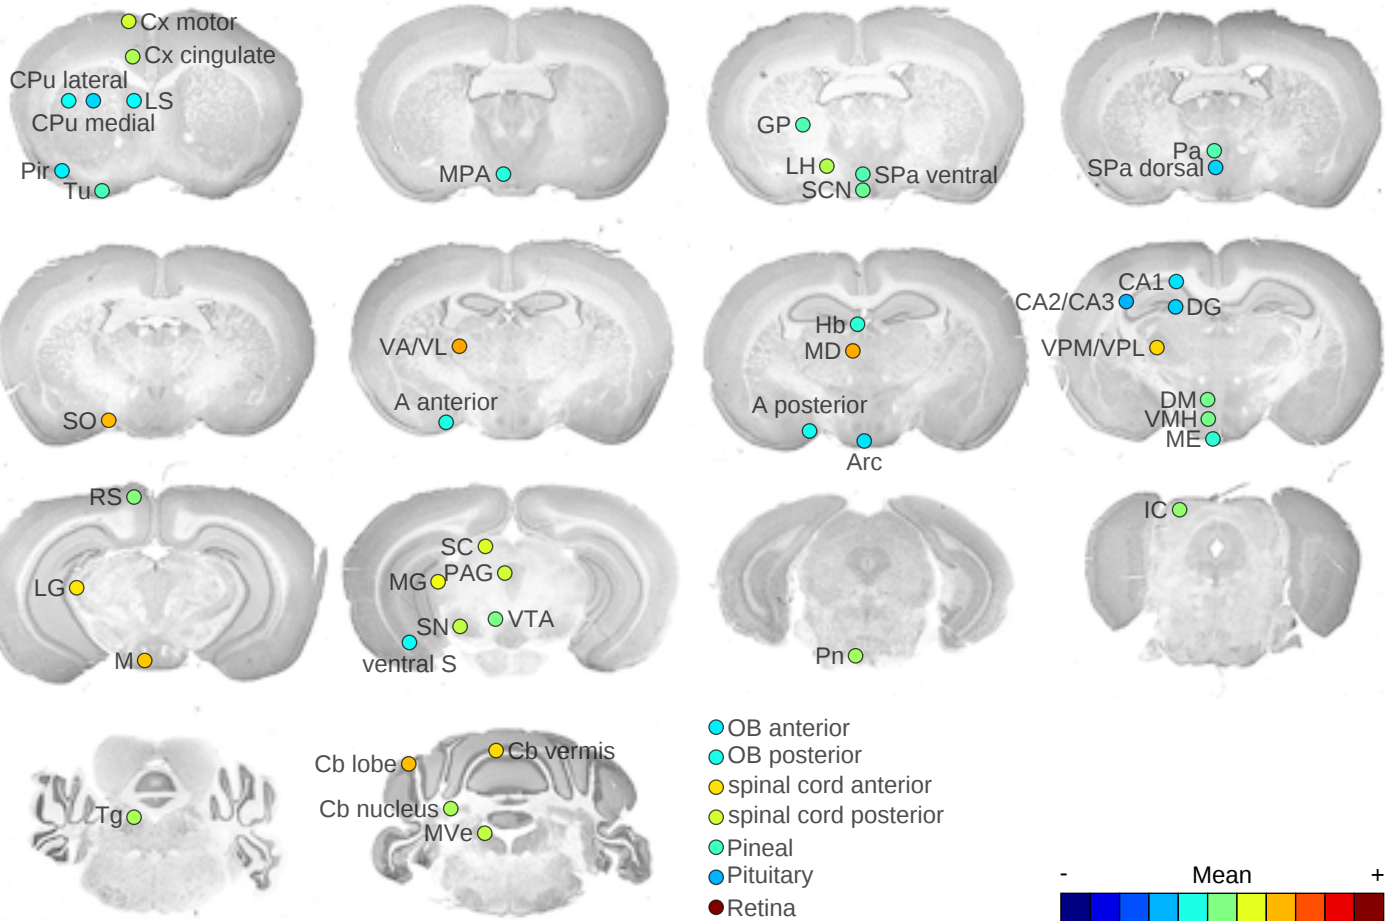 Cx motor
Cx cingulate
CPu lateral
LS
CPu medial
Pir
Tu
MPA
GP
LH
SPa ventral
SCN
Pa
SPa dorsal
SO
VA/VL
A anterior
Hb
MD
A posterior
Arc
CA1
CA2/CA3
DG
VPM/VPL
DM
VMH
ME
RS
LG
M
SC
MG PAG
SN VTA
ventral S
Pn
IC
Tg
Cb lobe
Cb vermis
Cb nucleus
MVe
OB anterior
OB posterior
spinal cord anterior
spinal cord posterior
Pineal
Pituitary
Retina
- Mean +